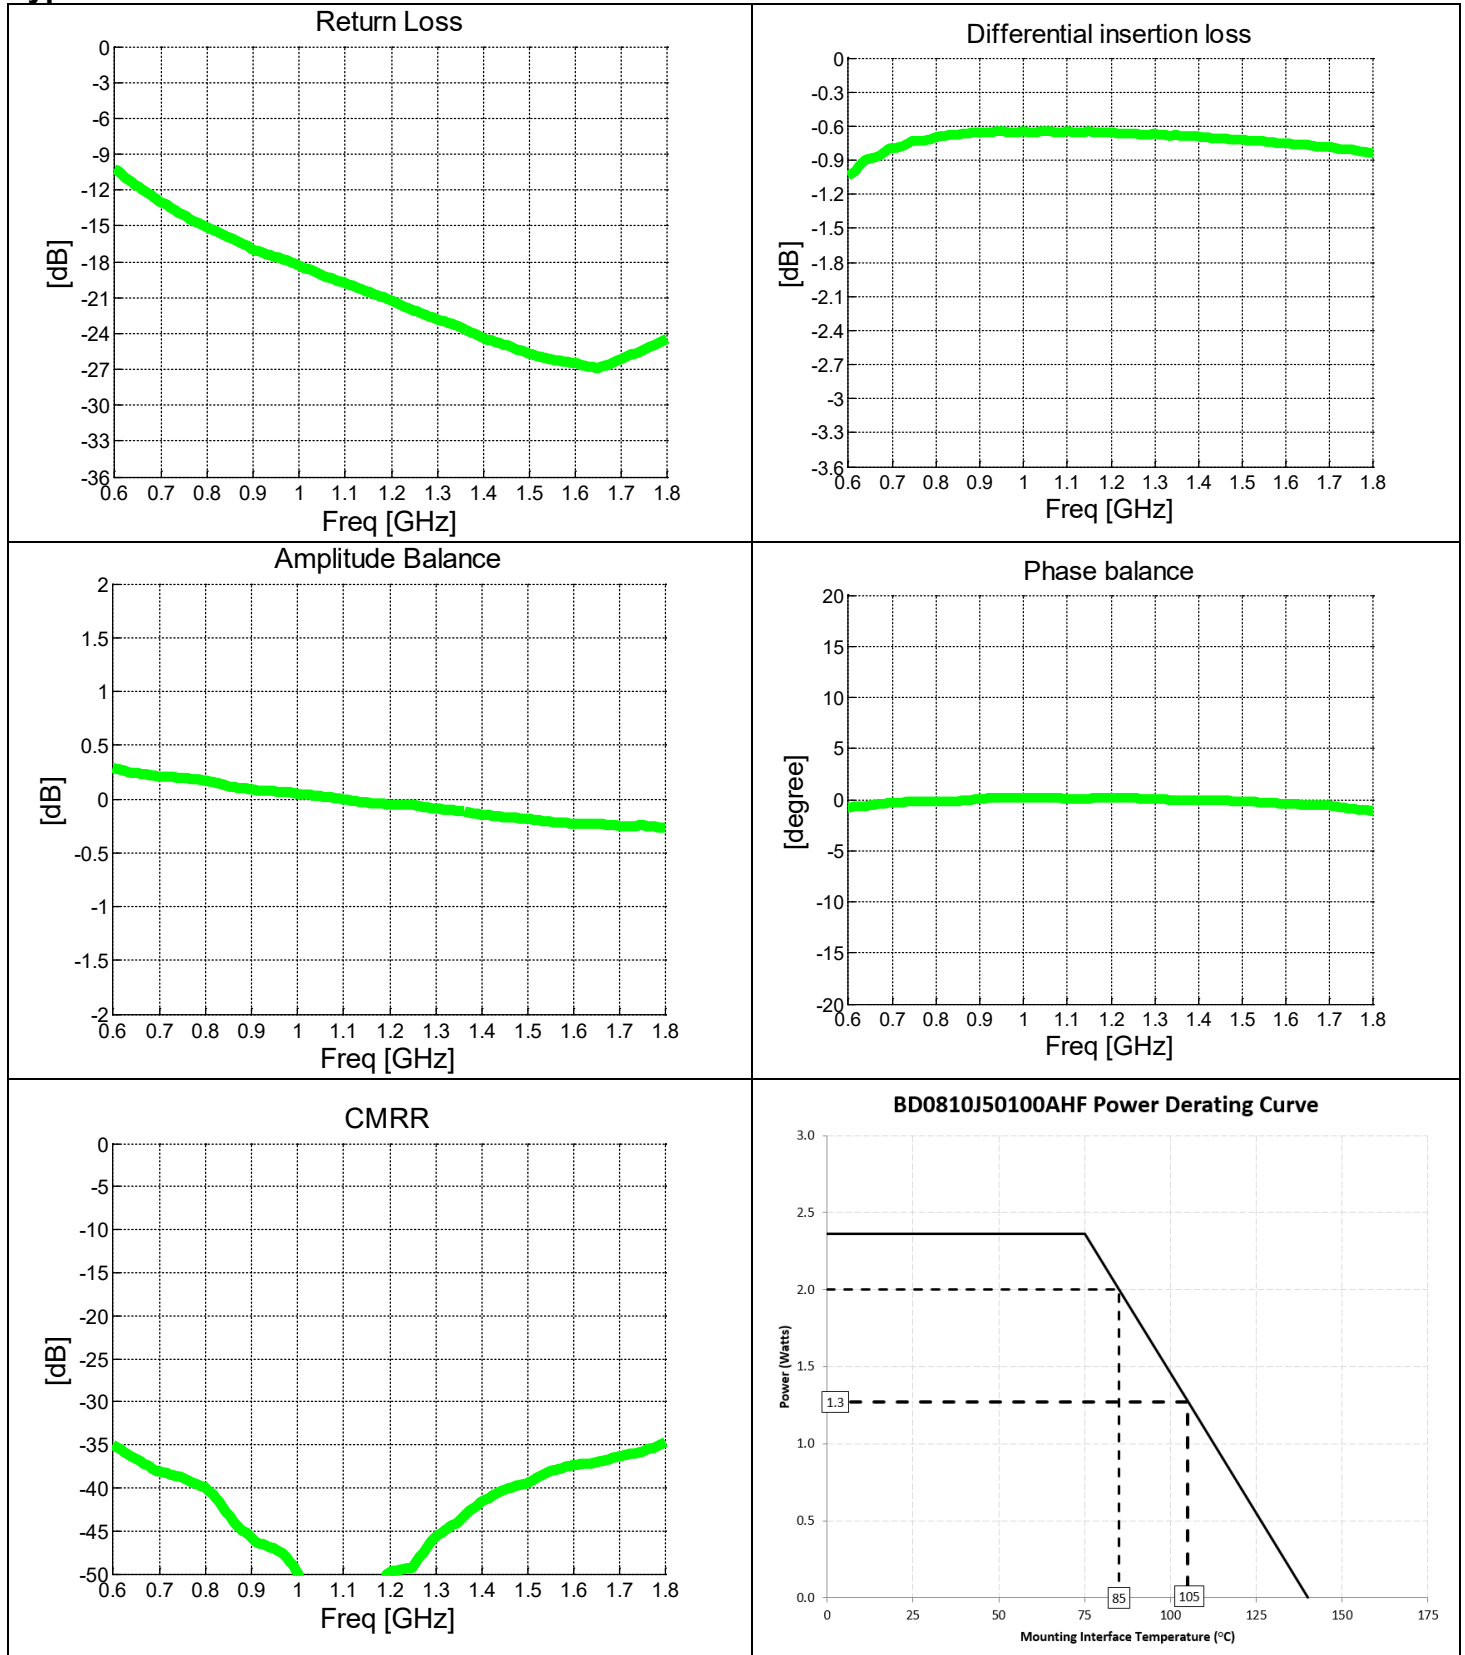 Return Loss
0
-3
-6
-9
-12
-15
-18
-21
-24
-27
-30
-33
-36
[dB]
0.6 0.7 0.8 0.9 1 1.1 1.2 1.3 1.4 1.5 1.6 1.7 1.8
Freq [GHz]
Differential insertion loss
0
-0.3
-0.6
-0.9
-1.2
-1.5
-1.8
-2.1
-2.4
-2.7
-3
-3.3
-3.6
[dB]
0.6 0.7 0.8 0.9 1 1.1 1.2 1.3 1.4 1.5 1.6 1.7 1.8
Freq [GHz]
Amplitude Balance
2
1.5
1
0.5
0
-0.5
-1
-1.5
-2
[dB]
0.6 0.7 0.8 0.9 1 1.1 1.2 1.3 1.4 1.5 1.6 1.7 1.8
Freq [GHz]
Phase balance
20
15
10
5
0
-5
-10
-15
-20
[degree]
0.6 0.7 0.8 0.9 1 1.1 1.2 1.3 1.4 1.5 1.6 1.7 1.8
Freq [GHz]
CMRR
0
-5
-10
-15
-20
-25
-30
-35
-40
-45
-50
[dB]
0.6 0.7 0.8 0.9 1 1.1 1.2 1.3 1.4 1.5 1.6 1.7 1.8
Freq [GHz]
BD0810J50100AHF Power Derating Curve
3.0
2.5
2.0
1.5
1.3
1.0
0.5
0.0
Power (Watts)
85 105
0 25 50 75 100 125 150 175
Mounting Interface Temperature (°C)